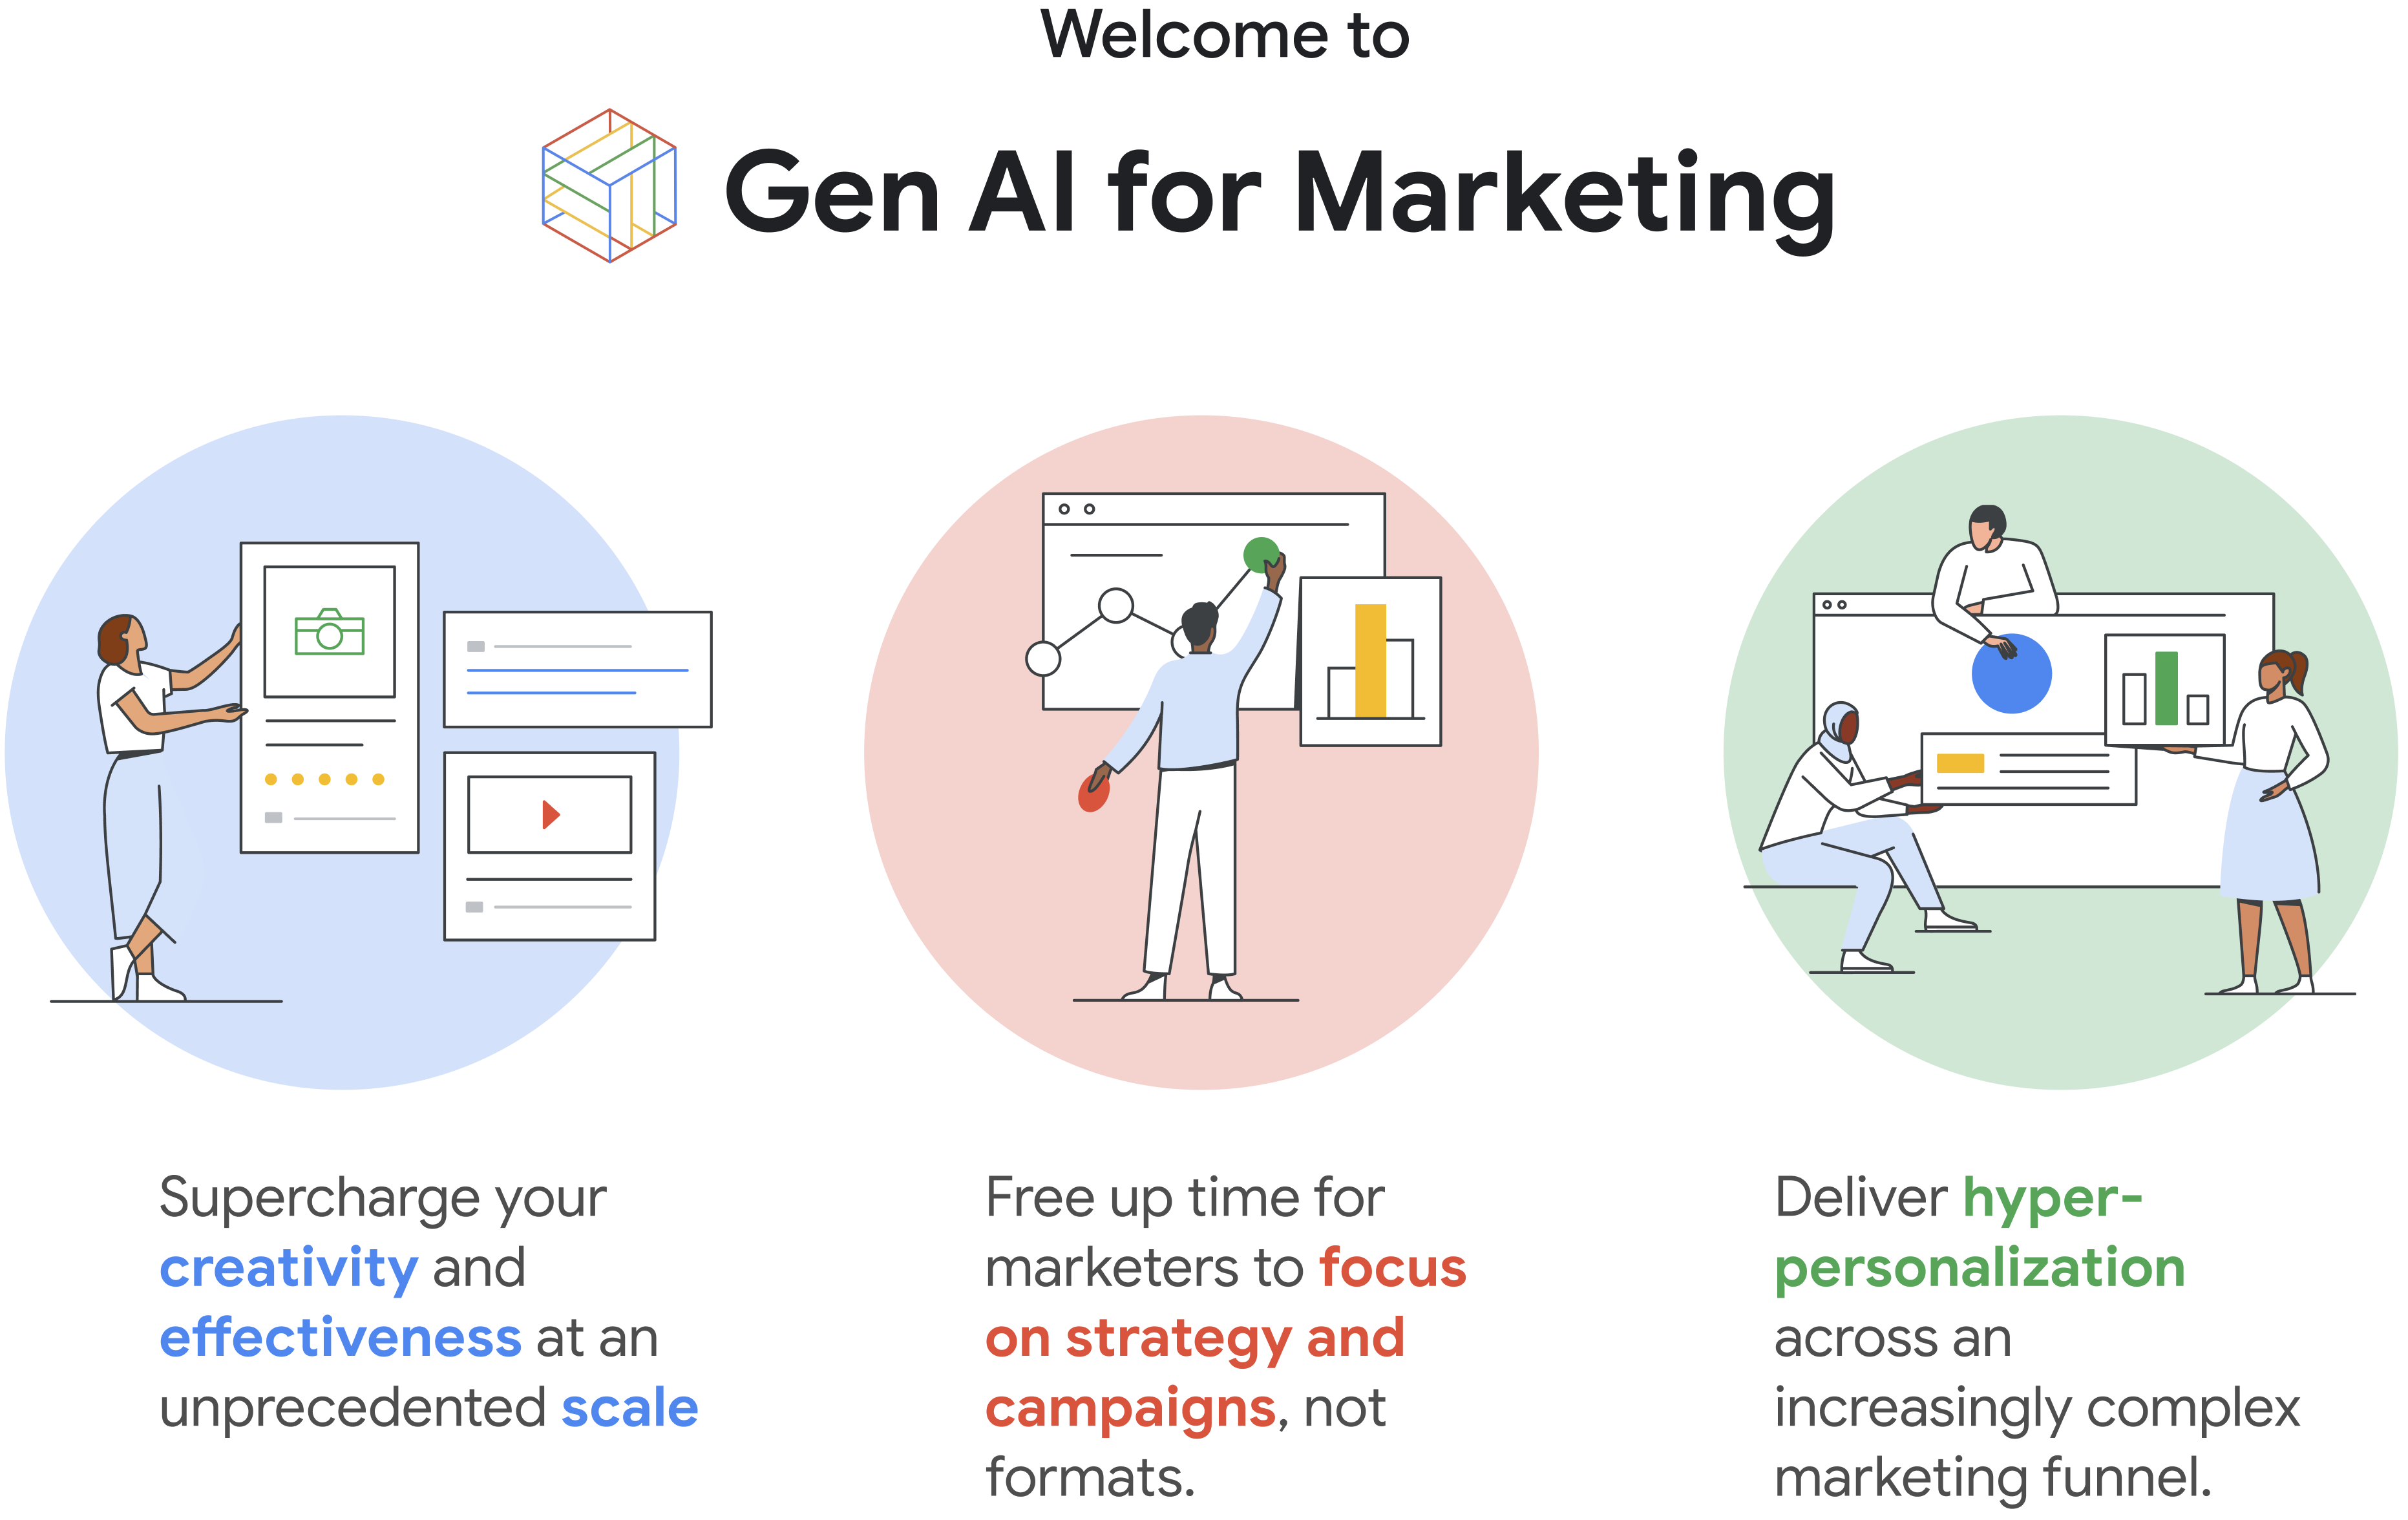 Welcome to
Gen AI for Marketing
Supercharge your
creativity and
effectiveness at an
unprecedented scale
Free up time for
marketers to focus
on strategy and
campaigns, not
formats.
Deliver hyper-
personalization
across an
increasingly complex
marketing funnel.